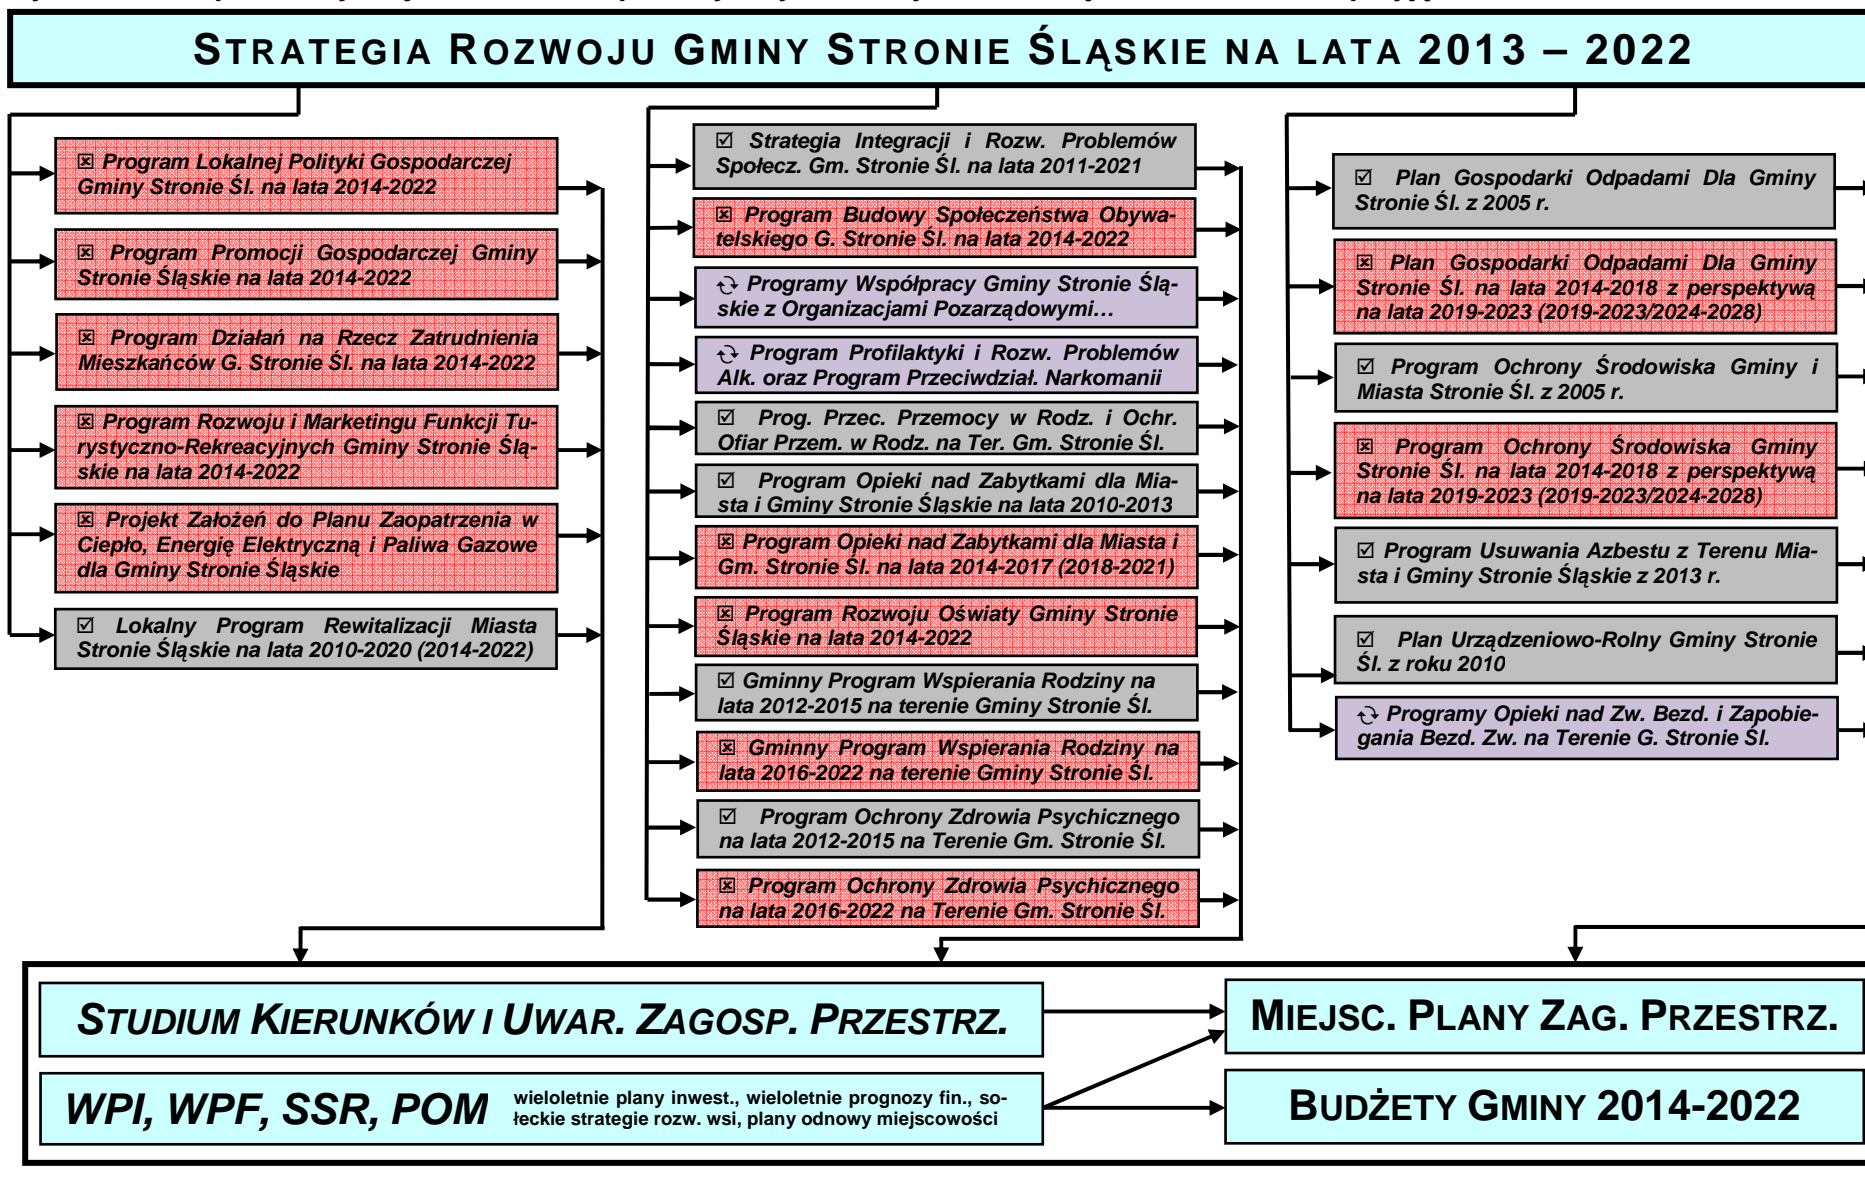 STRATEGIA ROZWOJU GMINY STRONIE ŚLĄSKIE NA LATA 2013 – 2022
☒ Program Lokalnej Polityki Gospodarczej
Gminy Stronie Śl. na lata 2014-2022
☒ Program Promocji Gospodarczej Gminy
Stronie Śląskie na lata 2014-2022
☒ Program Działań na Rzecz Zatrudnienia
Mieszkańców G. Stronie Śl. na lata 2014-2022
☒ Program Rozwoju i Marketingu Funkcji Tu-
rystyczno-Rekreacyjnych Gminy Stronie Ślą-
skie na lata 2014-2022
☒ Projekt Założeń do Planu Zaopatrzenia w
Ciepło, Energię Elektryczną i Paliwa Gazowe
dla Gminy Stronie Śląskie
☑ Lokalny Program Rewitalizacji Miasta
Stronie Śląskie na lata 2010-2020 (2014-2022)
☑ Strategia Integracji i Rozw. Problemów
Społecz. Gm. Stronie Śl. na lata 2011-2021
☒ Program Budowy Społeczeństwa Obywa-
telskiego G. Stronie Śl. na lata 2014-2022
Programy Współpracy Gminy Stronie Ślą-
skie z Organizacjami Pozarządowymi…
Program Profilaktyki i Rozw. Problemów
Alk. oraz Program Przeciwdział. Narkomanii
☑ Prog. Przec. Przemocy w Rodz. i Ochr.
Ofiar Przem. w Rodz. na Ter. Gm. Stronie Śl.
☑ Program Opieki nad Zabytkami dla Mia-
sta i Gminy Stronie Śląskie na lata 2010-2013
☒ Program Opieki nad Zabytkami dla Miasta i
Gm. Stronie Śl. na lata 2014-2017 (2018-2021)
☒ Program Rozwoju Oświaty Gminy Stronie
Śląskie na lata 2014-2022
☑ Gminny Program Wspierania Rodziny na
lata 2012-2015 na terenie Gminy Stronie Śl.
☒ Gminny Program Wspierania Rodziny na
lata 2016-2022 na terenie Gminy Stronie Śl.
☑ Program Ochrony Zdrowia Psychicznego
na lata 2012-2015 na Terenie Gm. Stronie Śl.
☒ Program Ochrony Zdrowia Psychicznego
na lata 2016-2022 na Terenie Gm. Stronie Śl.
☑ Plan Gospodarki Odpadami Dla Gminy
Stronie Śl. z 2005 r.
☒ Plan Gospodarki Odpadami Dla Gminy
Stronie Śl. na lata 2014-2018 z perspektywą
na lata 2019-2023 (2019-2023/2024-2028)
☑ Program Ochrony Środowiska Gminy i
Miasta Stronie Śl. z 2005 r.
☒ Program Ochrony Środowiska Gminy
Stronie Śl. na lata 2014-2018 z perspektywą
na lata 2019-2023 (2019-2023/2024-2028)
☑ Program Usuwania Azbestu z Terenu Mia-
sta i Gminy Stronie Śląskie z 2013 r.
☑ Plan Urządzeniowo-Rolny Gminy Stronie
Śl. z roku 2010
Programy Opieki nad Zw. Bezd. i Zapobie-
gania Bezd. Zw. na Terenie G. Stronie Śl.
STUDIUM KIERUNKÓW I UWAR. ZAGOSP. PRZESTRZ.
MIEJSC. PLANY ZAG. PRZESTRZ.
WPI, WPF, SSR, POM
wieloletnie plany inwest., wieloletnie prognozy fin., so-
łeckie strategie rozw. wsi, plany odnowy miejscowości
BUDŻETY GMINY 2014-2022